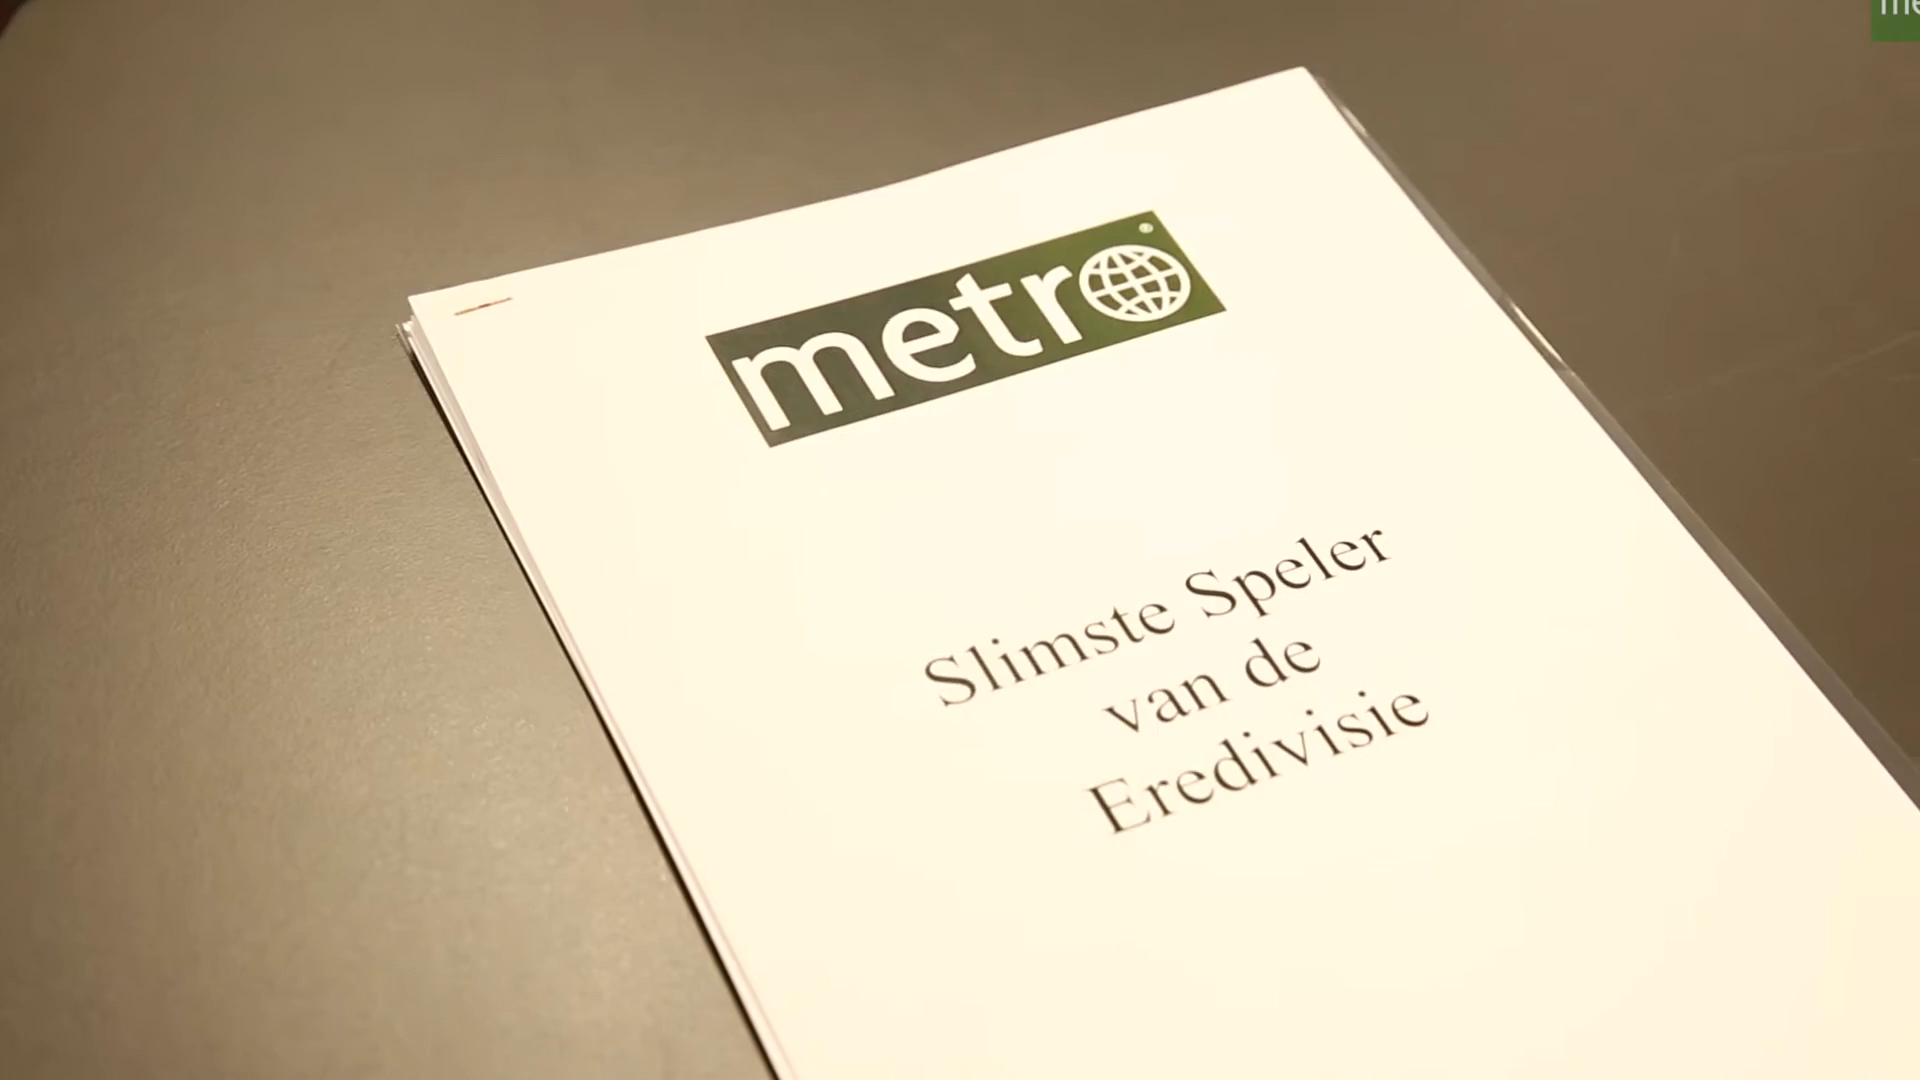 metro
Slimste Speler
van de
Eredivisie